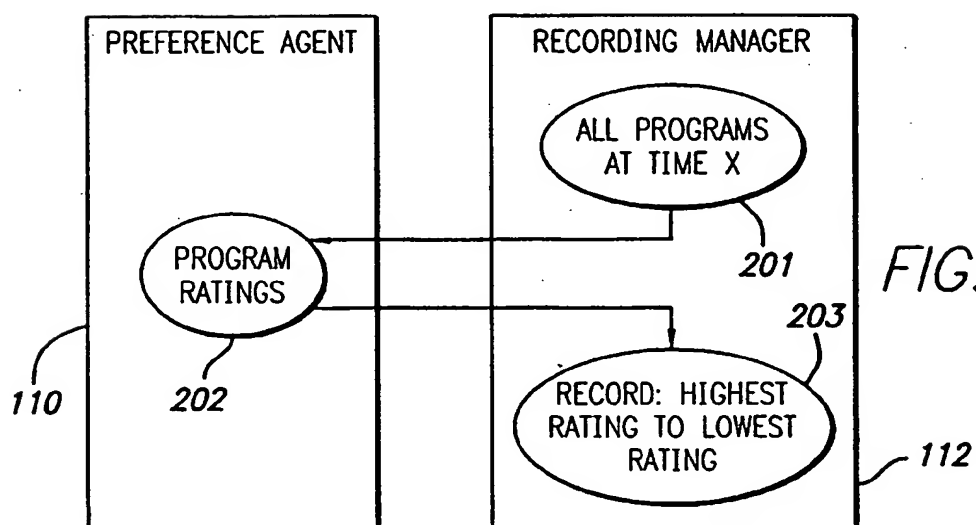 PREFERENCE AGENT
RECORDING MANAGER
ALL PROGRAMS
AT TIME X
201
PROGRAM
RATINGS
202
110
FIG.
203
RECORD: HIGHEST
RATING TO LOWEST
RATING
112